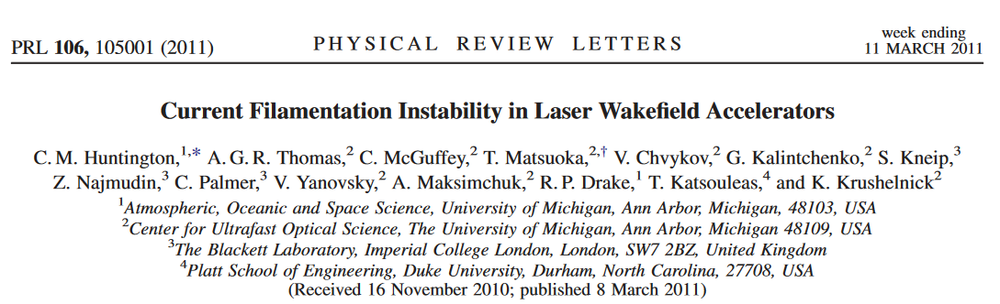 PRL 106, 105001 (2011) PHYSICAL REVIEW LETTERS week ending 11 MARCH 2011
Current Filamentation Instability in Laser Wakefield Accelerators
C. M. Huntington,1,* A. G. R. Thomas,2 C. McGuffey,2 T. Matsuoka,2,† V. Chvykov,2 G. Kalintchenko,2 S. Kneip,3
Z. Najmudin,3 C. Palmer,3 V. Yanovsky,2 A. Maksimchuk,2 R. P. Drake,1 T. Katsouleas,4 and K. Krushelnick2
1Atmospheric, Oceanic and Space Science, University of Michigan, Ann Arbor, Michigan, 48103, USA
2Center for Ultrafast Optical Science, The University of Michigan, Ann Arbor, Michigan 48109, USA
3The Blackett Laboratory, Imperial College London, London, SW7 2BZ, United Kingdom
4Platt School of Engineering, Duke University, Durham, North Carolina, 27708, USA
(Received 16 November 2010; published 8 March 2011)